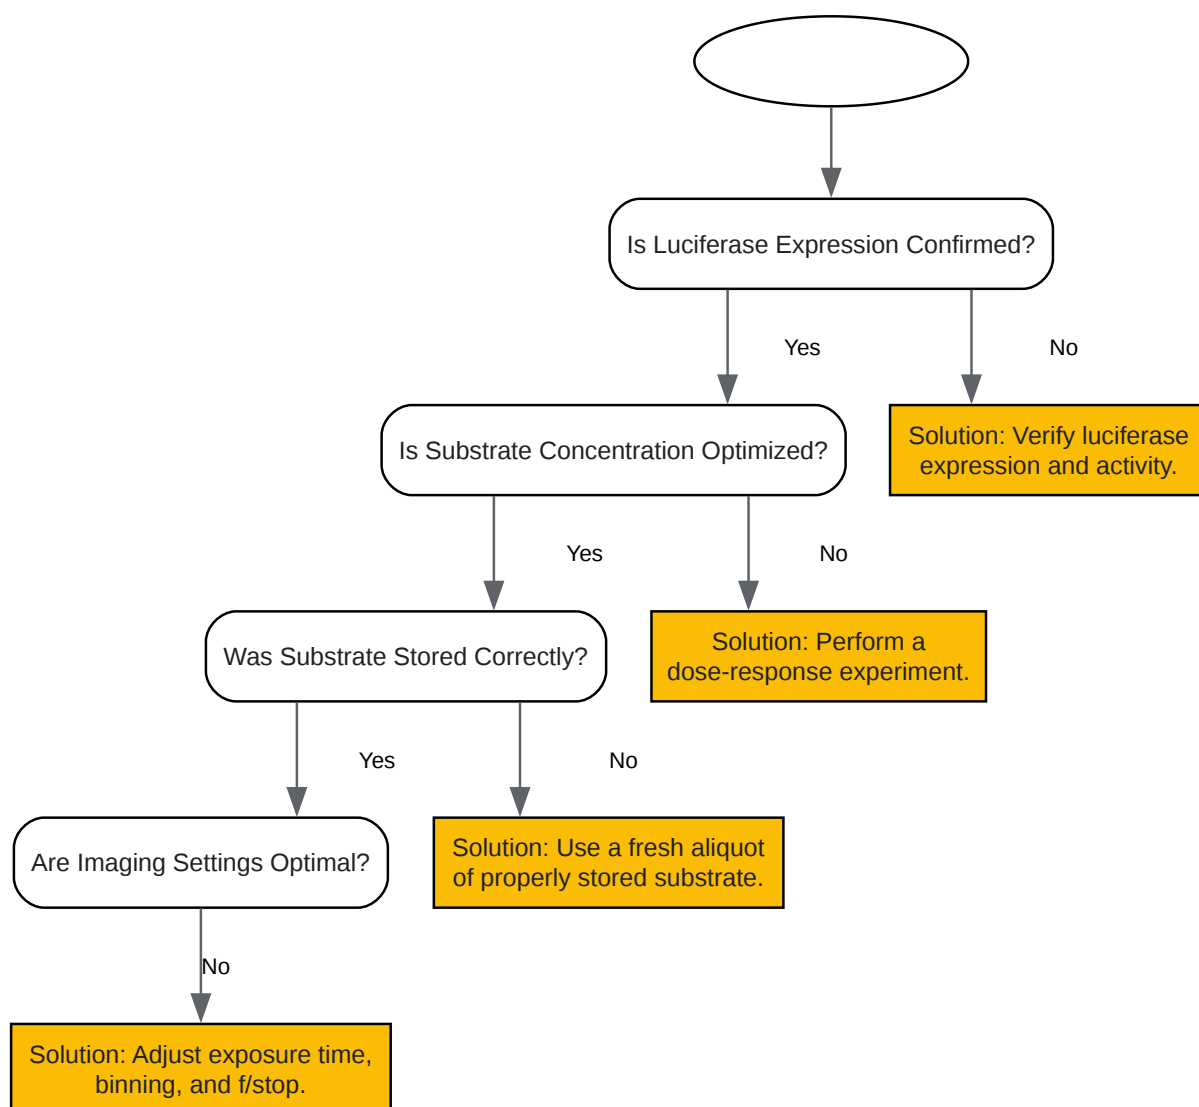 Is Luciferase Expression Confirmed?
Yes
No
Is Substrate Concentration Optimized?
Solution: Verify luciferase
expression and activity.
Yes
No
Was Substrate Stored Correctly?
Solution: Perform a
dose-response experiment.
Yes
No
Are Imaging Settings Optimal?
Solution: Use a fresh aliquot
of properly stored substrate.
No
Solution: Adjust exposure time,
binning, and f/stop.